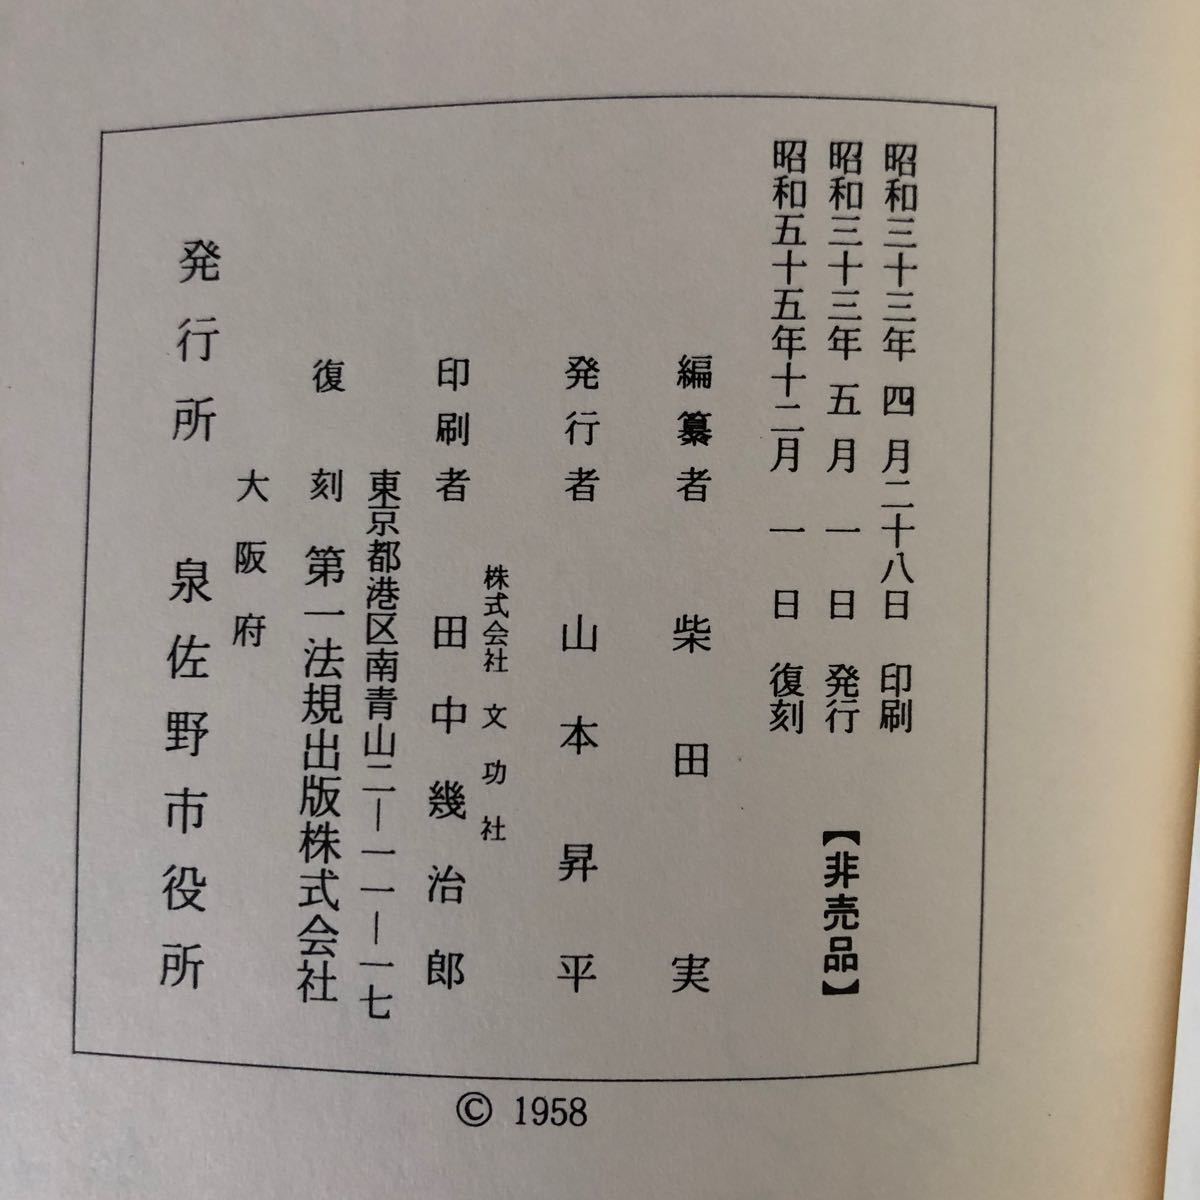 昭和三十三年 四月二十八日 印刷
昭和三十三年 五月 一日 発行 【非売品】
昭和五十五年十二月 一日 復刻
編纂者 柴田 実
発行者 山本昇平
株式会社 文功社
印刷者 田中幾治郎
東京都港区南青山二―一一―一七
復刻 第一法規出版株式会社
大阪府
発行所 泉佐野市役所
© 1958